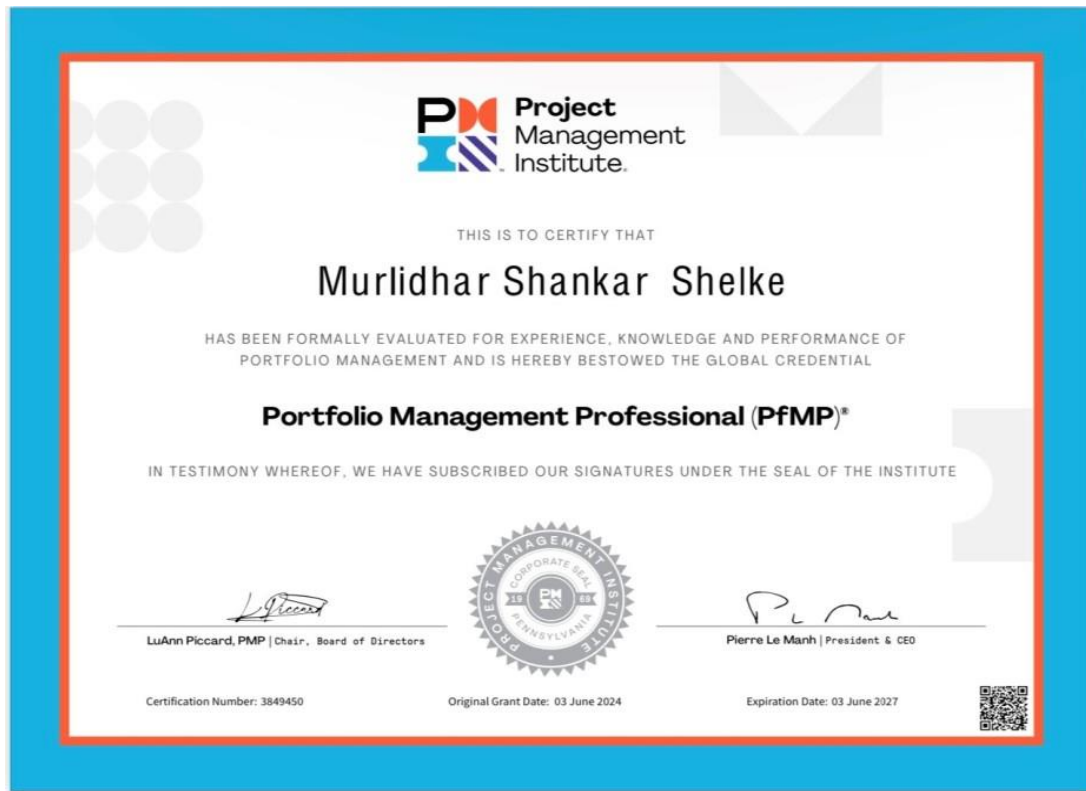 PM
Project
Management
Institute.
THIS IS TO CERTIFY THAT
Murlidhar Shankar Shelke
HAS BEEN FORMALLY EVALUATED FOR EXPERIENCE, KNOWLEDGE AND PERFORMANCE OF
PORTFOLIO MANAGEMENT AND IS HEREBY BESTOWED THE GLOBAL CREDENTIAL
Portfolio Management Professional (PfMP)®
IN TESTIMONY WHEREOF, WE HAVE SUBSCRIBED OUR SIGNATURES UNDER THE SEAL OF THE INSTITUTE
PROJECT MANAGEMENT INSTITUTE
CORPORATE SEAL
19 PM 69
PENNSYLVANIA
LuAnn Piccard, PMP | Chair, Board of Directors
Pierre Le Manh | President & CEO
Certification Number: 3849450
Original Grant Date: 03 June 2024
Expiration Date: 03 June 2027